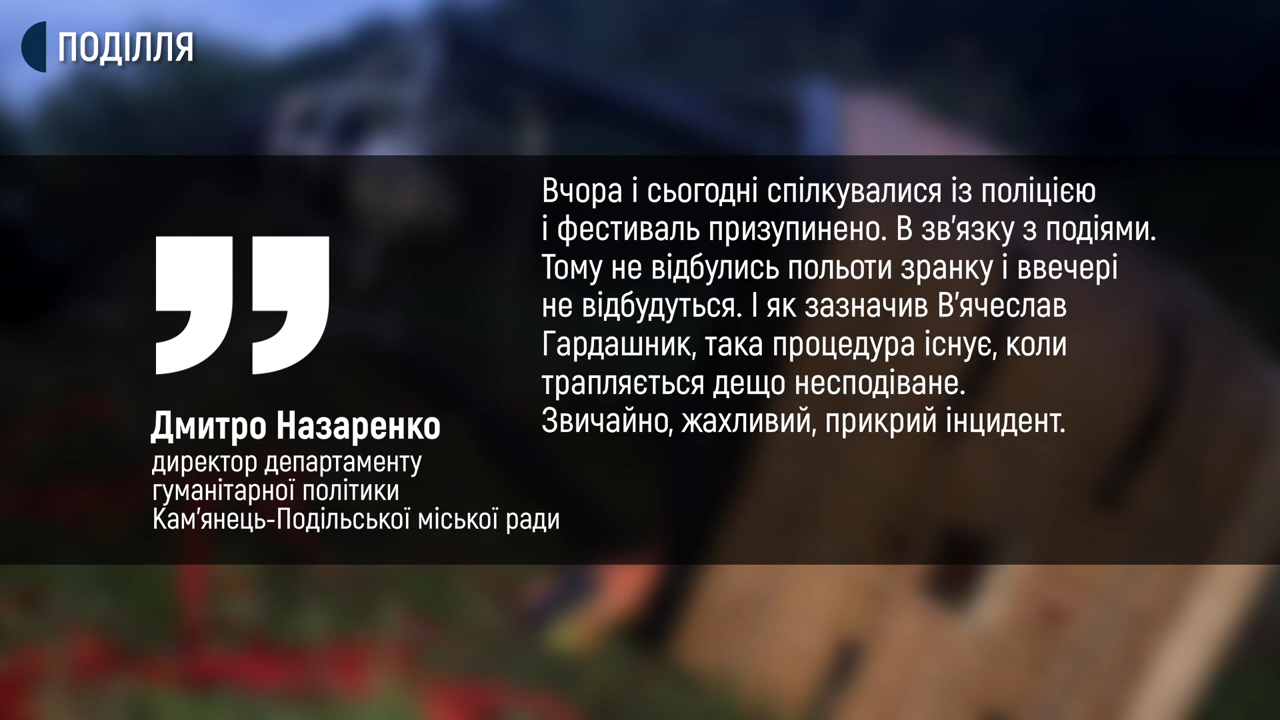 ПОДІЛЛЯ
Вчора і сьогодні спілкувалися із поліцією
і фестиваль призупинено. В зв’язку з подіями.
Тому не відбулись польоти зранку і ввечері
не відбудуться. І як зазначив В’ячеслав
Гардашник, така процедура існує, коли
трапляється дещо несподіване.
Звичайно, жахливий, прикрий інцидент.
Дмитро Назаренко
директор департаменту
гуманітарної політики
Кам’янець-Подільської міської ради